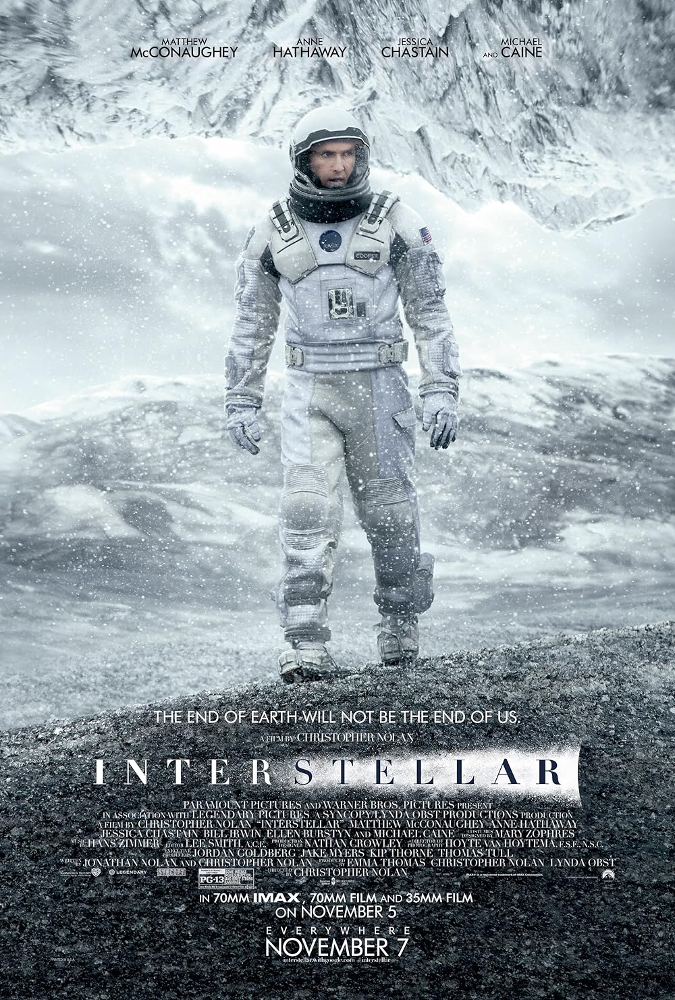 MATTHEW McCONAUGHEY ANNE HATHAWAY JESSICA CHASTAIN AND MICHAEL CAINE
NASA
COOPER
THE END OF EARTH WILL NOT BE THE END OF US.
A FILM BY CHRISTOPHER NOLAN
INTERSTELLAR
PARAMOUNT PICTURES AND WARNER BROS. PICTURES PRESENT
IN ASSOCIATION WITH LEGENDARY PICTURES A SYNCOPY/LYNDA OBST PRODUCTIONS PRODUCTION
A FILM BY CHRISTOPHER NOLAN "INTERSTELLAR" MATTHEW McCONAUGHEY ANNE HATHAWAY
JESSICA CHASTAIN BILL IRWIN ELLEN BURSTYN AND MICHAEL CAINE COSTUMES DESIGNED BY MARY ZOPHRES
MUSIC BY HANS ZIMMER EDITOR LEE SMITH A.C.E. PRODUCTION DESIGNER NATHAN CROWLEY DIRECTOR OF PHOTOGRAPHY HOYTE VAN HOYTEMA, F.S.F., N.S.C.
EXECUTIVE PRODUCERS JORDAN GOLDBERG JAKE MYERS KIP THORNE THOMAS TULL
WRITTEN BY JONATHAN NOLAN AND CHRISTOPHER NOLAN PRODUCED BY EMMA THOMAS CHRISTOPHER NOLAN LYNDA OBST
DIRECTED BY CHRISTOPHER NOLAN
LEGENDARY SYNCOPY PG-13 IMAX® is a registered trademark of IMAX Corporation.
IN 70MM IMAX, 70MM FILM AND 35MM FILM
ON NOVEMBER 5
EVERYWHERE
NOVEMBER 7
interstellar.withgoogle.com #interstellar
PRINTED IN U.S.A.